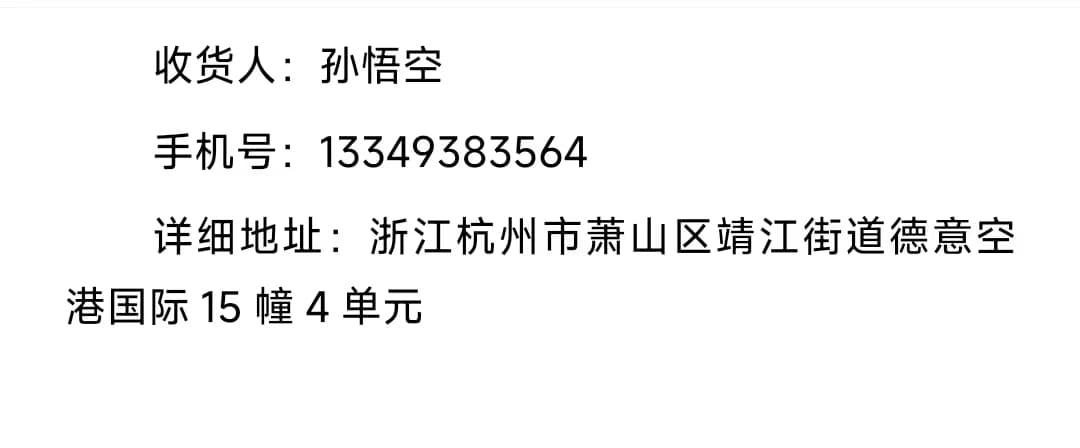 收货人：孙悟空
手机号：13349383564
详细地址：浙江杭州市萧山区靖江街道德意空
港国际 15 幢 4 单元